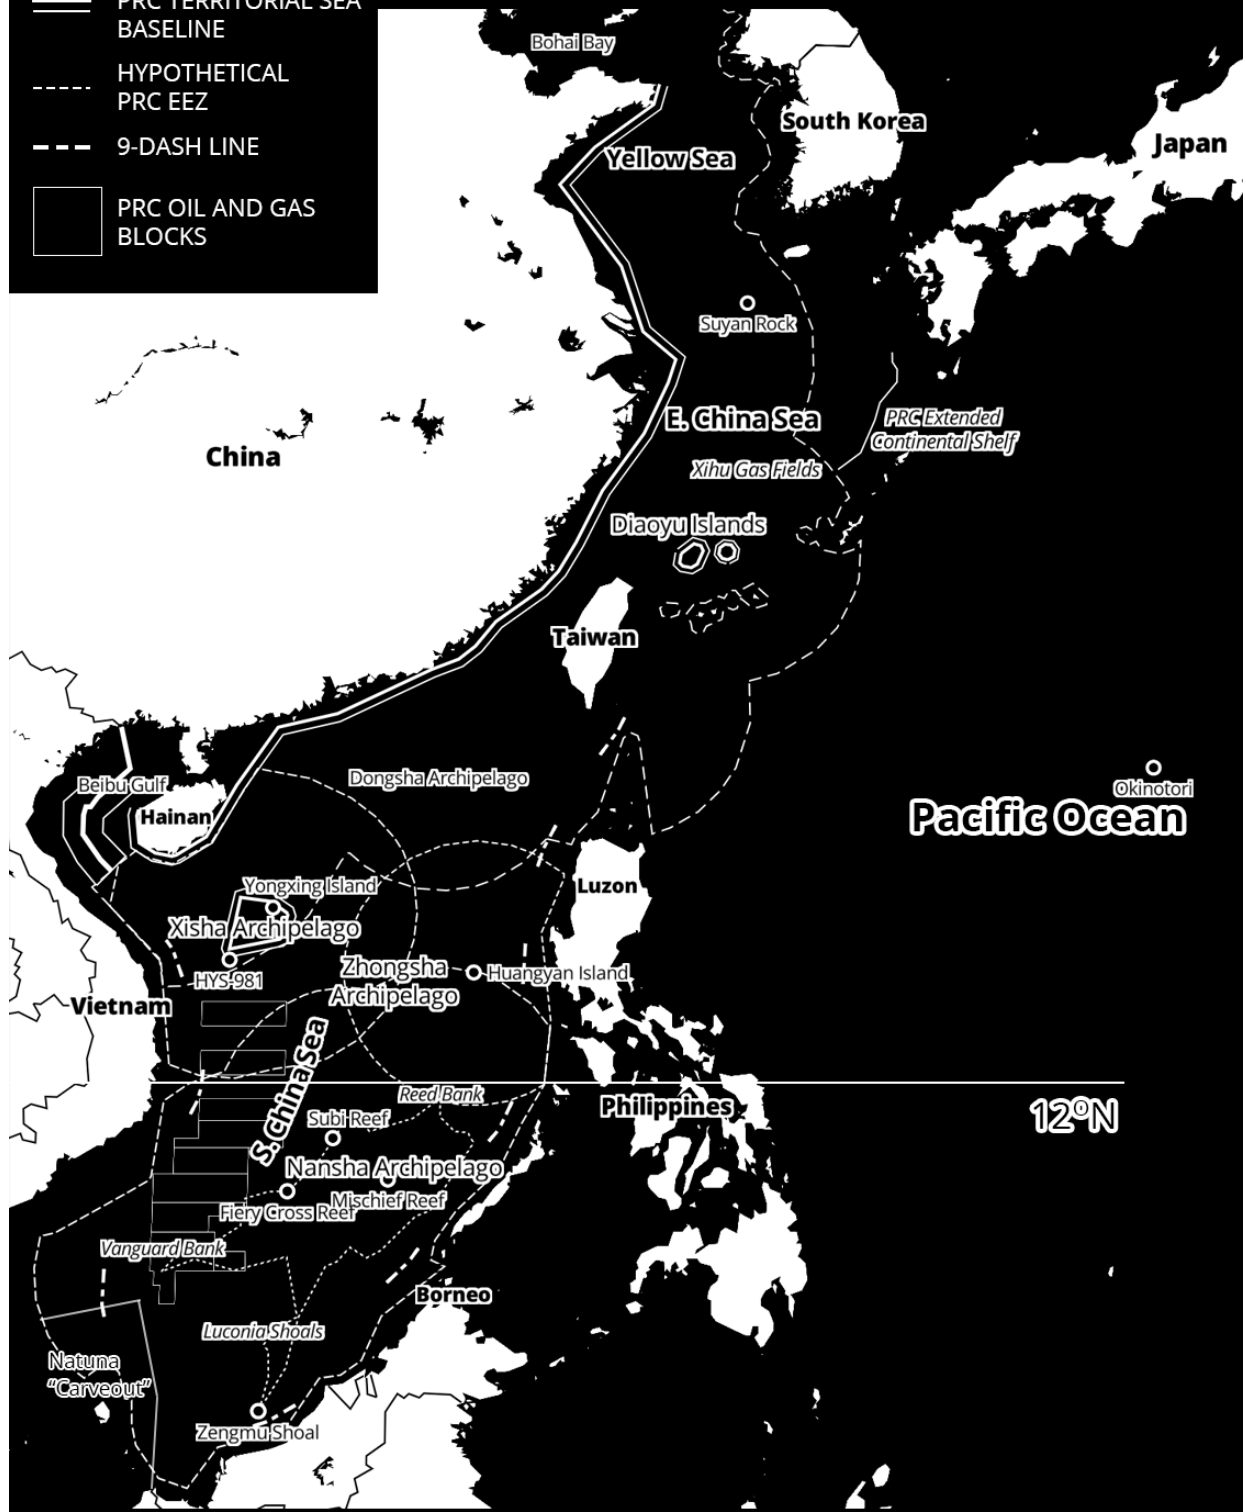 PRC TERRITORIAL SEA
BASELINE
HYPOTHETICAL
PRC EEZ
9-DASH LINE
PRC OIL AND GAS
BLOCKS
Bohai Bay
South Korea
Japan
Yellow Sea
Suyan Rock
E. China Sea
PRC Extended
Continental Shelf
China
Xihu Gas Fields
Diaoyu Islands
Taiwan
Beibu Gulf
Dongsha Archipelago
Okinotori
Pacific Ocean
Hainan
Yongxing Island
Luzon
Xisha Archipelago
HYS-981
Zhongsha
Archipelago
Huangyan Island
Vietnam
S. China Sea
Reed Bank
Philippines
12ºN
Subi Reef
Nansha Archipelago
Mischief Reef
Fiery Cross Reef
Vanguard Bank
Borneo
Luconia Shoals
Natuna
“Carveout”
Zengmu Shoal